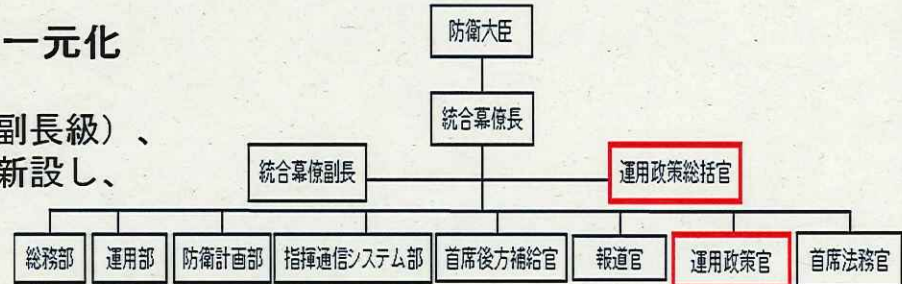 一元化
副長級）、
新設し、
防衛大臣
統合幕僚長
統合幕僚副長
運用政策総括官
総務部
運用部
防衛計画部
指揮通信システム部
首席後方補給官
報道官
運用政策官
首席法務官